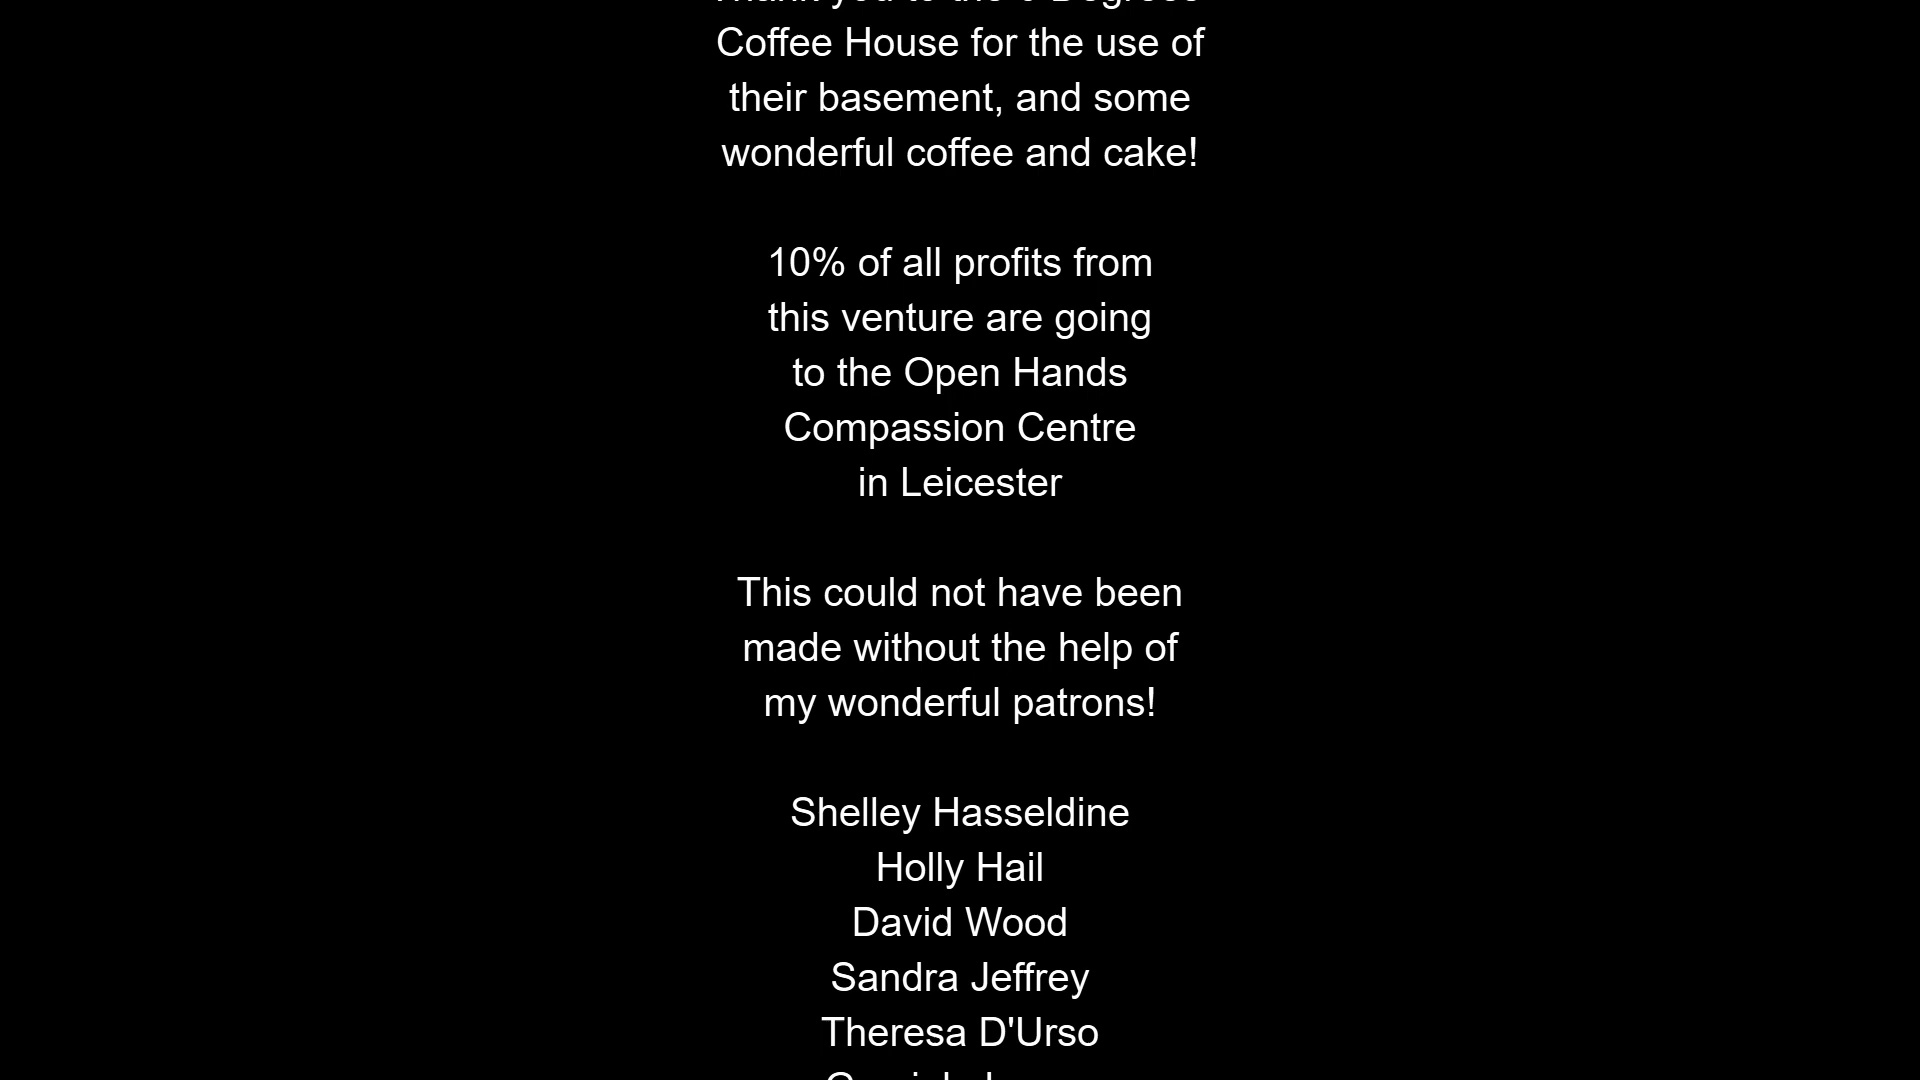 Coffee House for the use of
their basement, and some
wonderful coffee and cake!
10% of all profits from
this venture are going
to the Open Hands
Compassion Centre
in Leicester
This could not have been
made without the help of
my wonderful patrons!
Shelley Hasseldine
Holly Hail
David Wood
Sandra Jeffrey
Theresa D'Urso